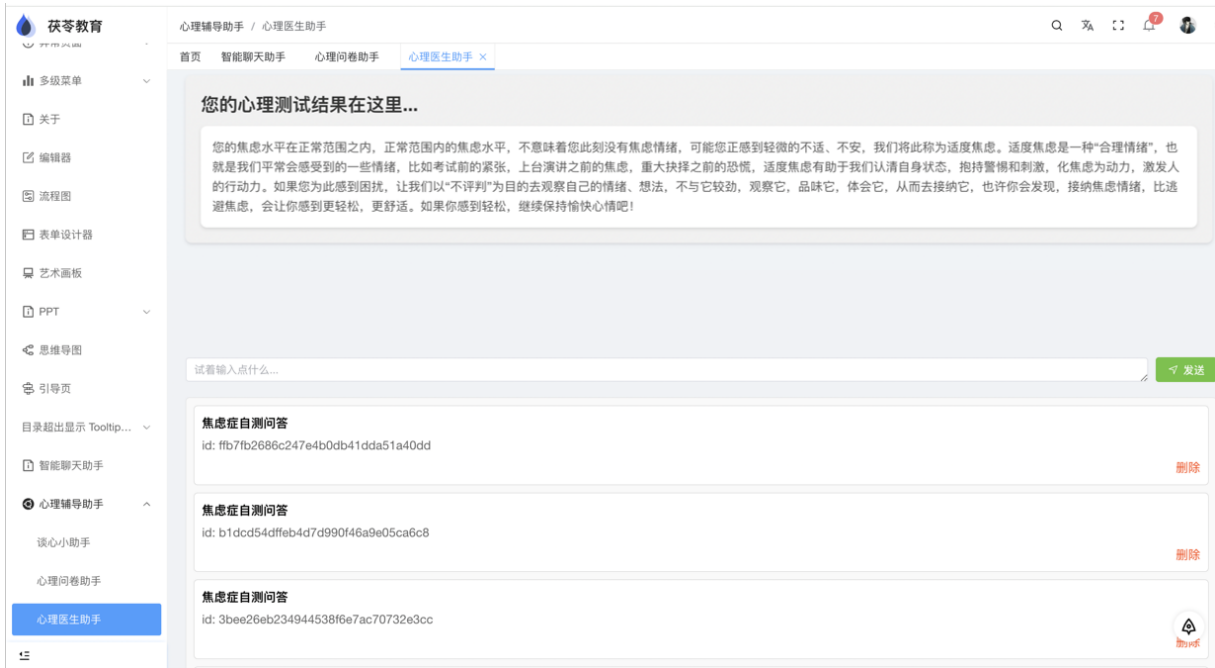 茯苓教育
异常页面
多级菜单
关于
编辑器
流程图
表单设计器
艺术画板
PPT
思维导图
引导页
目录超出显示 Tooltip...
智能聊天助手
心理辅导助手
谈心小助手
心理问卷助手
心理医生助手
心理辅导助手 / 心理医生助手
7
首页 智能聊天助手 心理问卷助手 心理医生助手 ×
您的心理测试结果在这里...
您的焦虑水平在正常范围之内，正常范围内的焦虑水平，不意味着您此刻没有焦虑情绪，可能您正感到轻微的不适、不安，我们将此称为适度焦虑。适度焦虑是一种“合理情绪”，也
就是我们平常会感受到的一些情绪，比如考试前的紧张，上台演讲之前的焦虑，重大抉择之前的恐慌，适度焦虑有助于我们认清自身状态，抱持警惕和刺激，化焦虑为动力，激发人
的行动力。如果您为此感到困扰，让我们以“不评判”为目的去观察自己的情绪、想法，不与它较劲，观察它，品味它，体会它，从而去接纳它，也许你会发现，接纳焦虑情绪，比逃
避焦虑，会让你感到更轻松，更舒适。如果你感到轻松，继续保持愉快心情吧！
试着输入点什么...
发送
焦虑症自测问答
id: ffb7fb2686c247e4b0db41dda51a40dd
删除
焦虑症自测问答
id: b1dcd54dffeb4d7d990f46a9e05ca6c8
删除
焦虑症自测问答
id: 3bee26eb234944538f6e7ac70732e3cc
删除